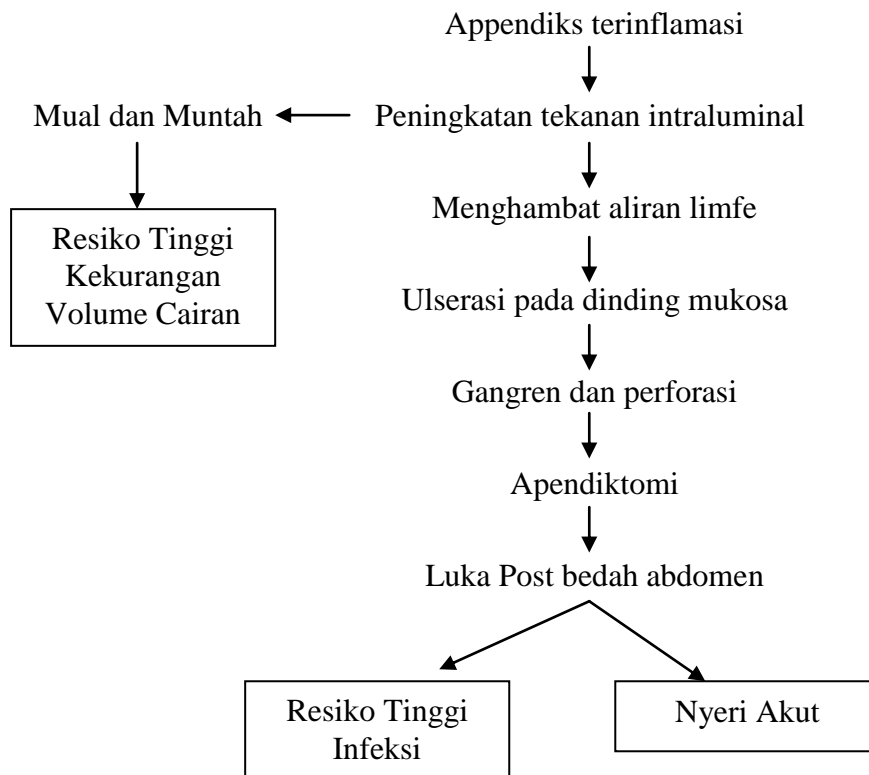 Appendiks terinflamasi
Mual dan Muntah
Peningkatan tekanan intraluminal
Menghambat aliran limfe
Resiko Tinggi
Kekurangan
Volume Cairan
Ulserasi pada dinding mukosa
Gangren dan perforasi
Apendiktomi
Luka Post bedah abdomen
Resiko Tinggi
Infeksi
Nyeri Akut